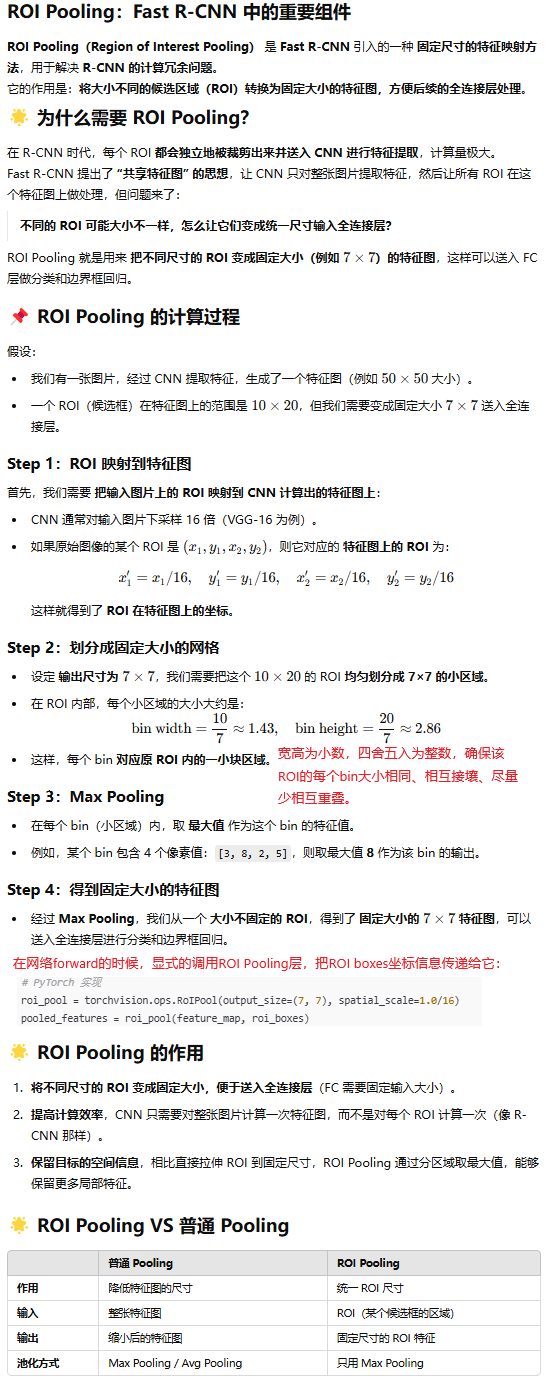 ROI Pooling：Fast R-CNN 中的重要组件
ROI Pooling（Region of Interest Pooling） 是 Fast R-CNN 引入的一种 固定尺寸的特征映射方
法，用于解决 R-CNN 的计算冗余问题。
它的作用是：将大小不同的候选区域（ROI）转换为固定大小的特征图，方便后续的全连接层处理。
🌟 为什么需要 ROI Pooling?
在 R-CNN 时代，每个 ROI 都会独立地被裁剪出来并送入 CNN 进行特征提取，计算量极大。
Fast R-CNN 提出了 “共享特征图” 的思想，让 CNN 只对整张图片提取特征，然后让所有 ROI 在这
个特征图上做处理，但问题来了：
不同的 ROI 可能大小不一样，怎么让它们变成统一尺寸输入全连接层?
ROI Pooling 就是用来 把不同尺寸的 ROI 变成固定大小（例如 7 × 7）的特征图，这样可以送入 FC
层做分类和边界框回归。
📌 ROI Pooling 的计算过程
假设：
• 我们有一张图片，经过 CNN 提取特征，生成了一个特征图（例如 50 × 50 大小）。
• 一个 ROI（候选框）在特征图上的范围是 10 × 20，但我们需要变成固定大小 7 × 7 送入全连
接层。
Step 1：ROI 映射到特征图
首先，我们需要 把输入图片上的 ROI 映射到 CNN 计算出的特征图上：
• CNN 通常对输入图片下采样 16 倍（VGG-16 为例）。
• 如果原始图像的某个 ROI 是 (x₁, y₁, x₂, y₂)，则它对应的 特征图上的 ROI 为：
x₁′ = x₁/16, y₁′ = y₁/16, x₂′ = x₂/16, y₂′ = y₂/16
这样就得到了 ROI 在特征图上的坐标。
Step 2：划分成固定大小的网格
• 设定 输出尺寸为 7 × 7，我们需要把这个 10 × 20 的 ROI 均匀划分成 7×7 的小区域。
• 在 ROI 内部，每个小区域的大小大约是：
bin width = 10/7 ≈ 1.43, bin height = 20/7 ≈ 2.86
• 这样，每个 bin 对应原 ROI 内的一小块区域。
宽高为小数，四舍五入为整数，确保该
ROI的每个bin大小相同、相互接壤、尽量
少相互重叠。
Step 3：Max Pooling
• 在每个 bin（小区域）内，取 最大值 作为这个 bin 的特征值。
• 例如，某个 bin 包含 4 个像素值： [3, 8, 2, 5] ，则取最大值 8 作为该 bin 的输出。
Step 4：得到固定大小的特征图
• 经过 Max Pooling，我们从一个 大小不固定的 ROI，得到了 固定大小的 7 × 7 特征图，可以
送入全连接层进行分类和边界框回归。
在网络forward的时候，显式的调用ROI Pooling层，把ROI boxes坐标信息传递给它：
# PyTorch 实现
roi_pool = torchvision.ops.RoIPool(output_size=(7, 7), spatial_scale=1.0/16)
pooled_features = roi_pool(feature_map, roi_boxes)
🌟 ROI Pooling 的作用
1. 将不同尺寸的 ROI 变成固定大小，便于送入全连接层（FC 需要固定输入大小）。
2. 提高计算效率，CNN 只需要对整张图片计算一次特征图，而不是对每个 ROI 计算一次（像 R-
CNN 那样）。
3. 保留目标的空间信息，相比直接拉伸 ROI 到固定尺寸，ROI Pooling 通过分区域取最大值，能够
保留更多局部特征。
🌟 ROI Pooling VS 普通 Pooling
普通 Pooling ROI Pooling
作用 降低特征图的尺寸 统一 ROI 尺寸
输入 整张特征图 ROI（某个候选框的区域）
输出 缩小后的特征图 固定尺寸的 ROI 特征
池化方式 Max Pooling / Avg Pooling 只用 Max Pooling